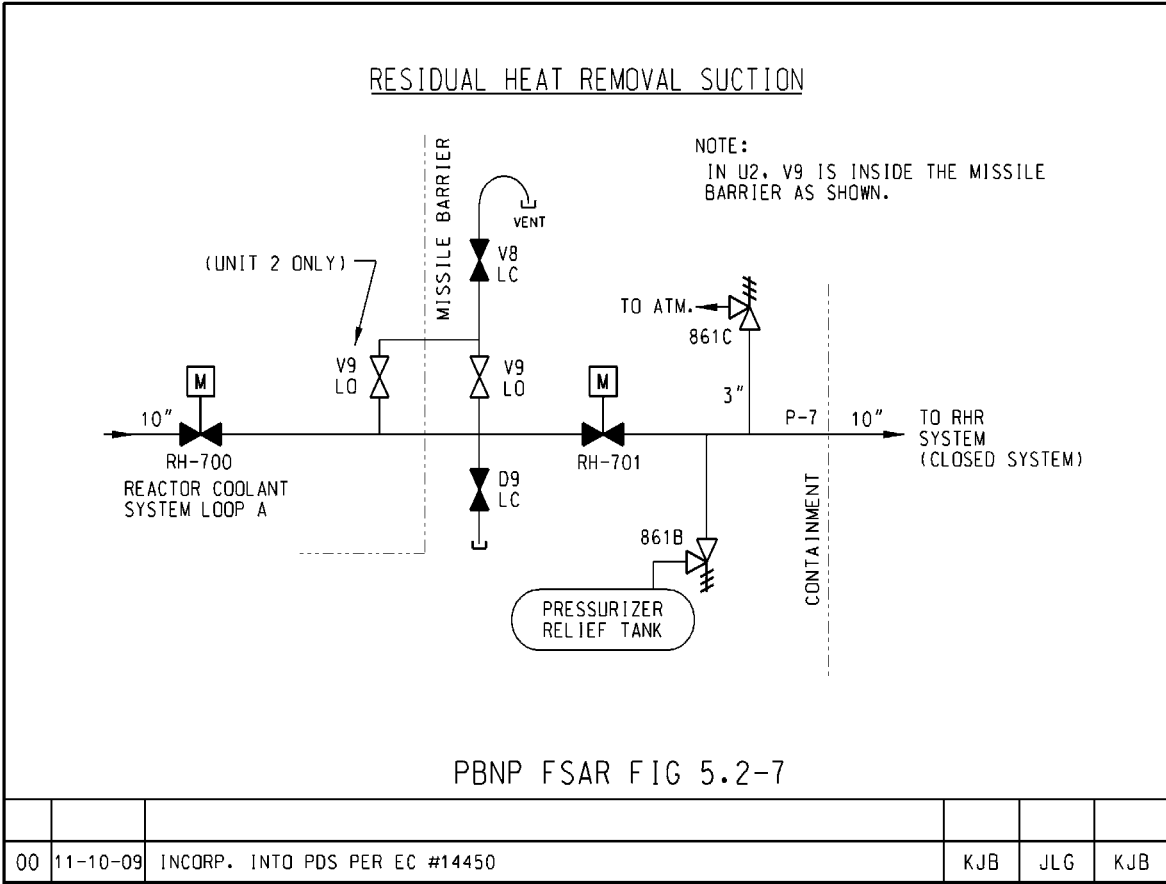 RESIDUAL HEAT REMOVAL SUCTION
MISSILE BARRIER
NOTE:
IN U2, V9 IS INSIDE THE MISSILE
BARRIER AS SHOWN.
VENT
(UNIT 2 ONLY)
V8
LC
TO ATM.
861C
V9
LO
V9
LO
M
M
3"
10"
P-7
10"
TO RHR
SYSTEM
(CLOSED SYSTEM)
RH-700
RH-701
REACTOR COOLANT
SYSTEM LOOP A
D9
LC
CONTAINMENT
861B
PRESSURIZER
RELIEF TANK
PBNP FSAR FIG 5.2-7
00 11-10-09 INCORP. INTO PDS PER EC #14450 KJB JLG KJB